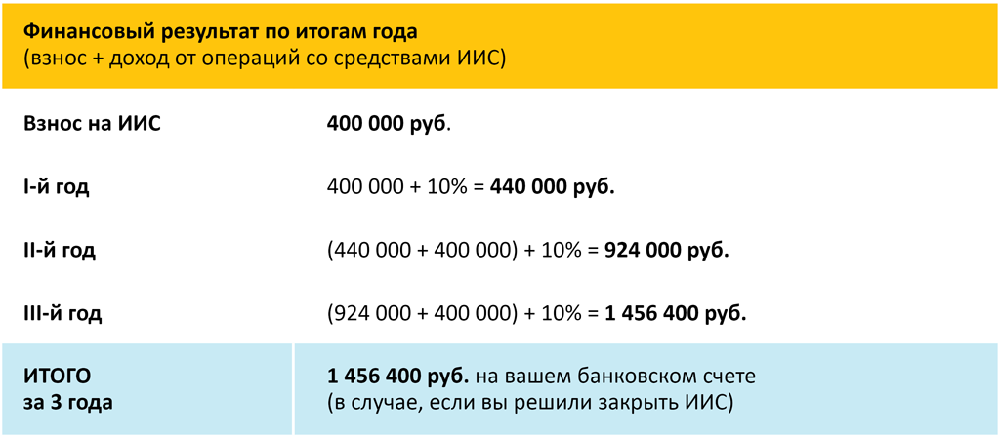 Финансовый результат по итогам года
(взнос + доход от операций со средствами ИИС)
Взнос на ИИС 400 000 руб.
I-й год 400 000 + 10% = 440 000 руб.
II-й год (440 000 + 400 000) + 10% = 924 000 руб.
III-й год (924 000 + 400 000) + 10% = 1 456 400 руб.
ИТОГО
за 3 года
1 456 400 руб. на вашем банковском счете
(в случае, если вы решили закрыть ИИС)